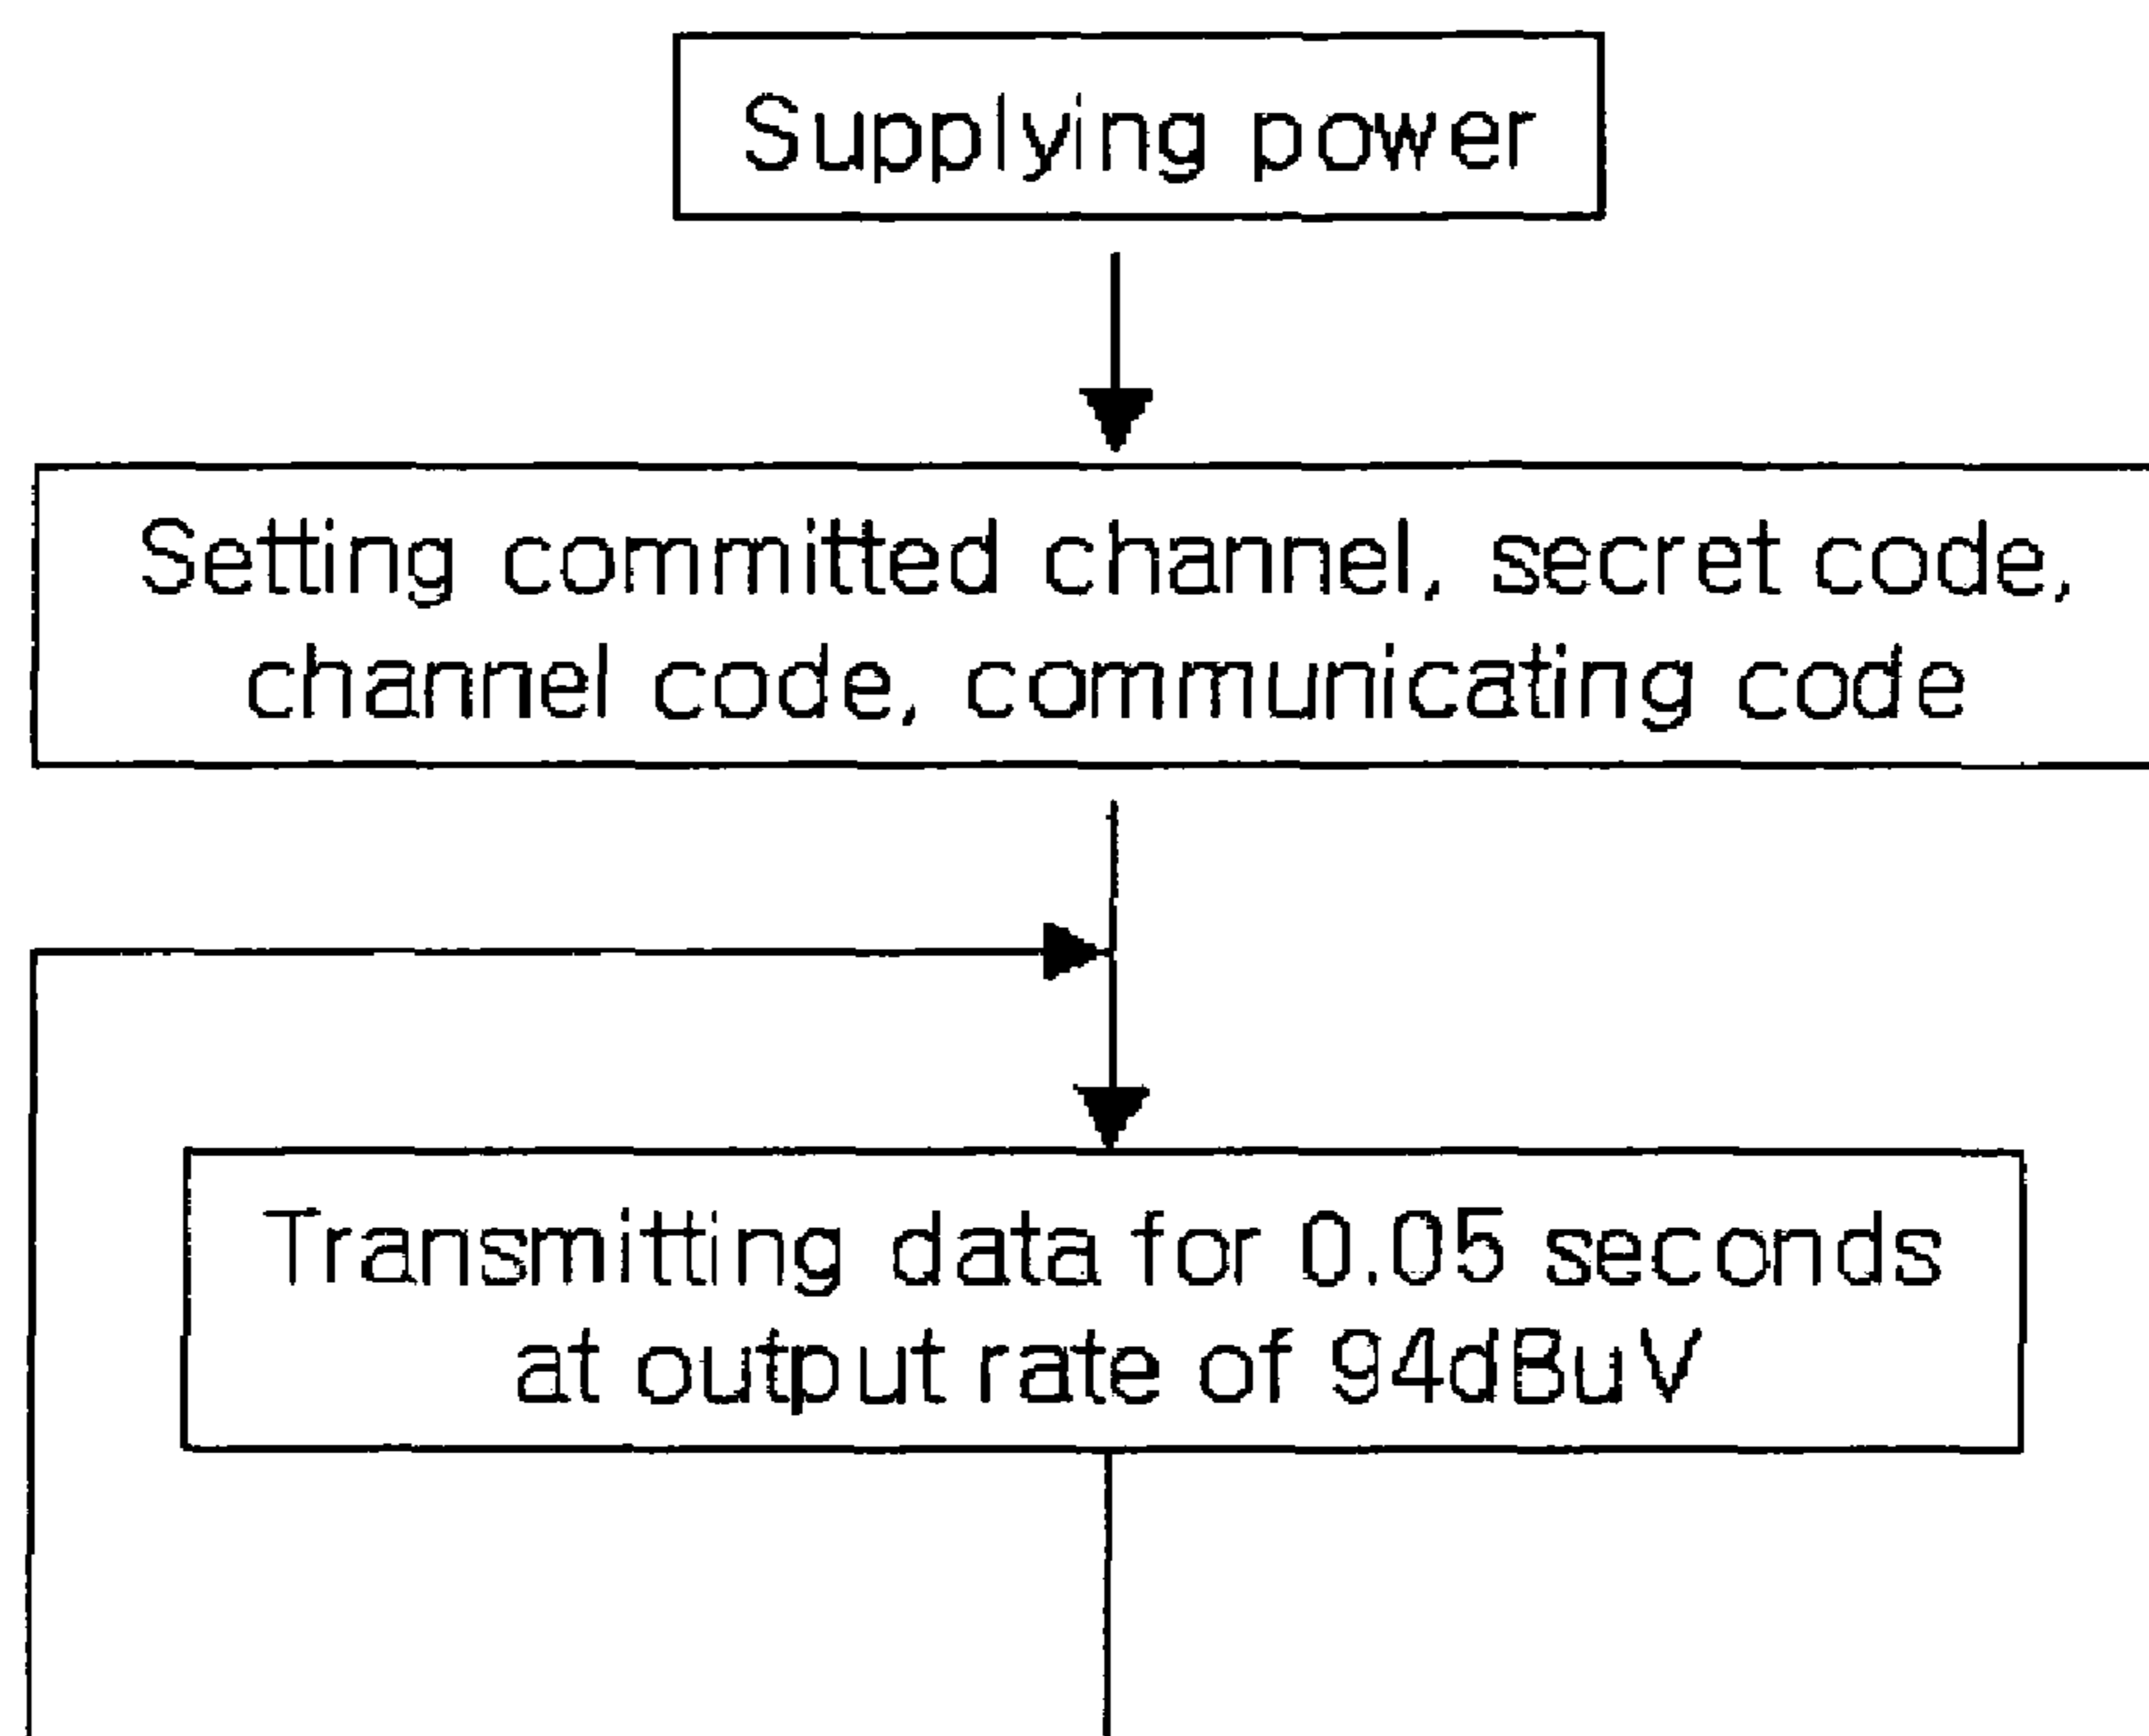 Supplying power
Setting committed channel, secret code,
channel code, communicating code
Transmitting data for 0.05 seconds
at output rate of 94dBuV